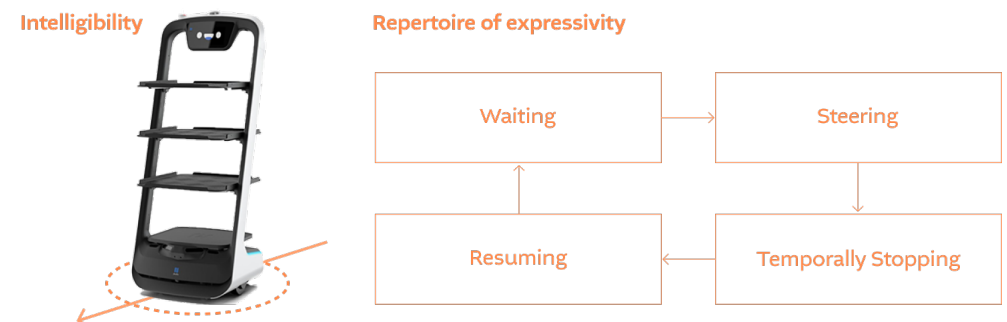 Intelligibility
Repertoire of expressivity
Waiting
Steering
Resuming
Temporally Stopping